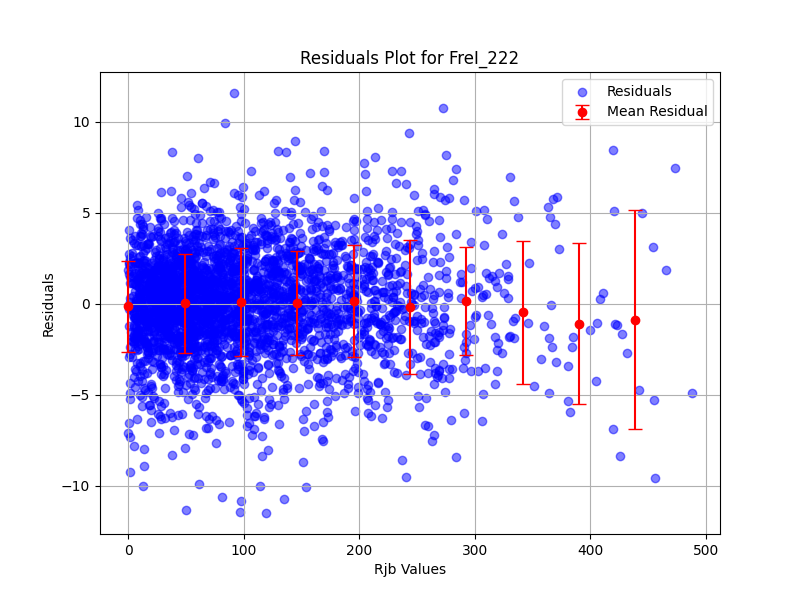 Residuals Plot for FreI_222
Residuals
Mean Residual
10
5
0
−5
−10
Residuals
0 100 200 300 400 500
Rjb Values